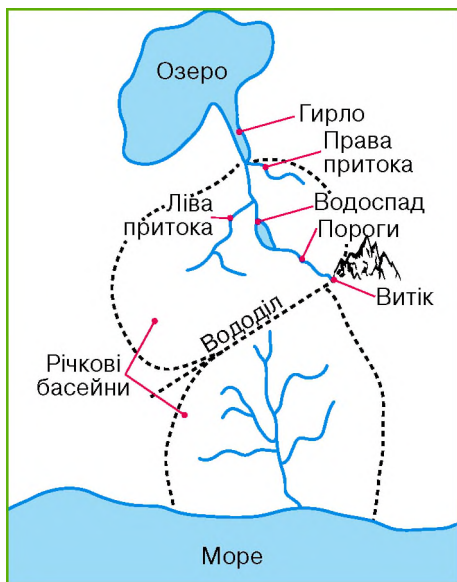 Озеро
Гирло
Права
притока
Ліва
притока
Водоспад
Пороги
Витік
Вододіл
Річкові
басейни
Море